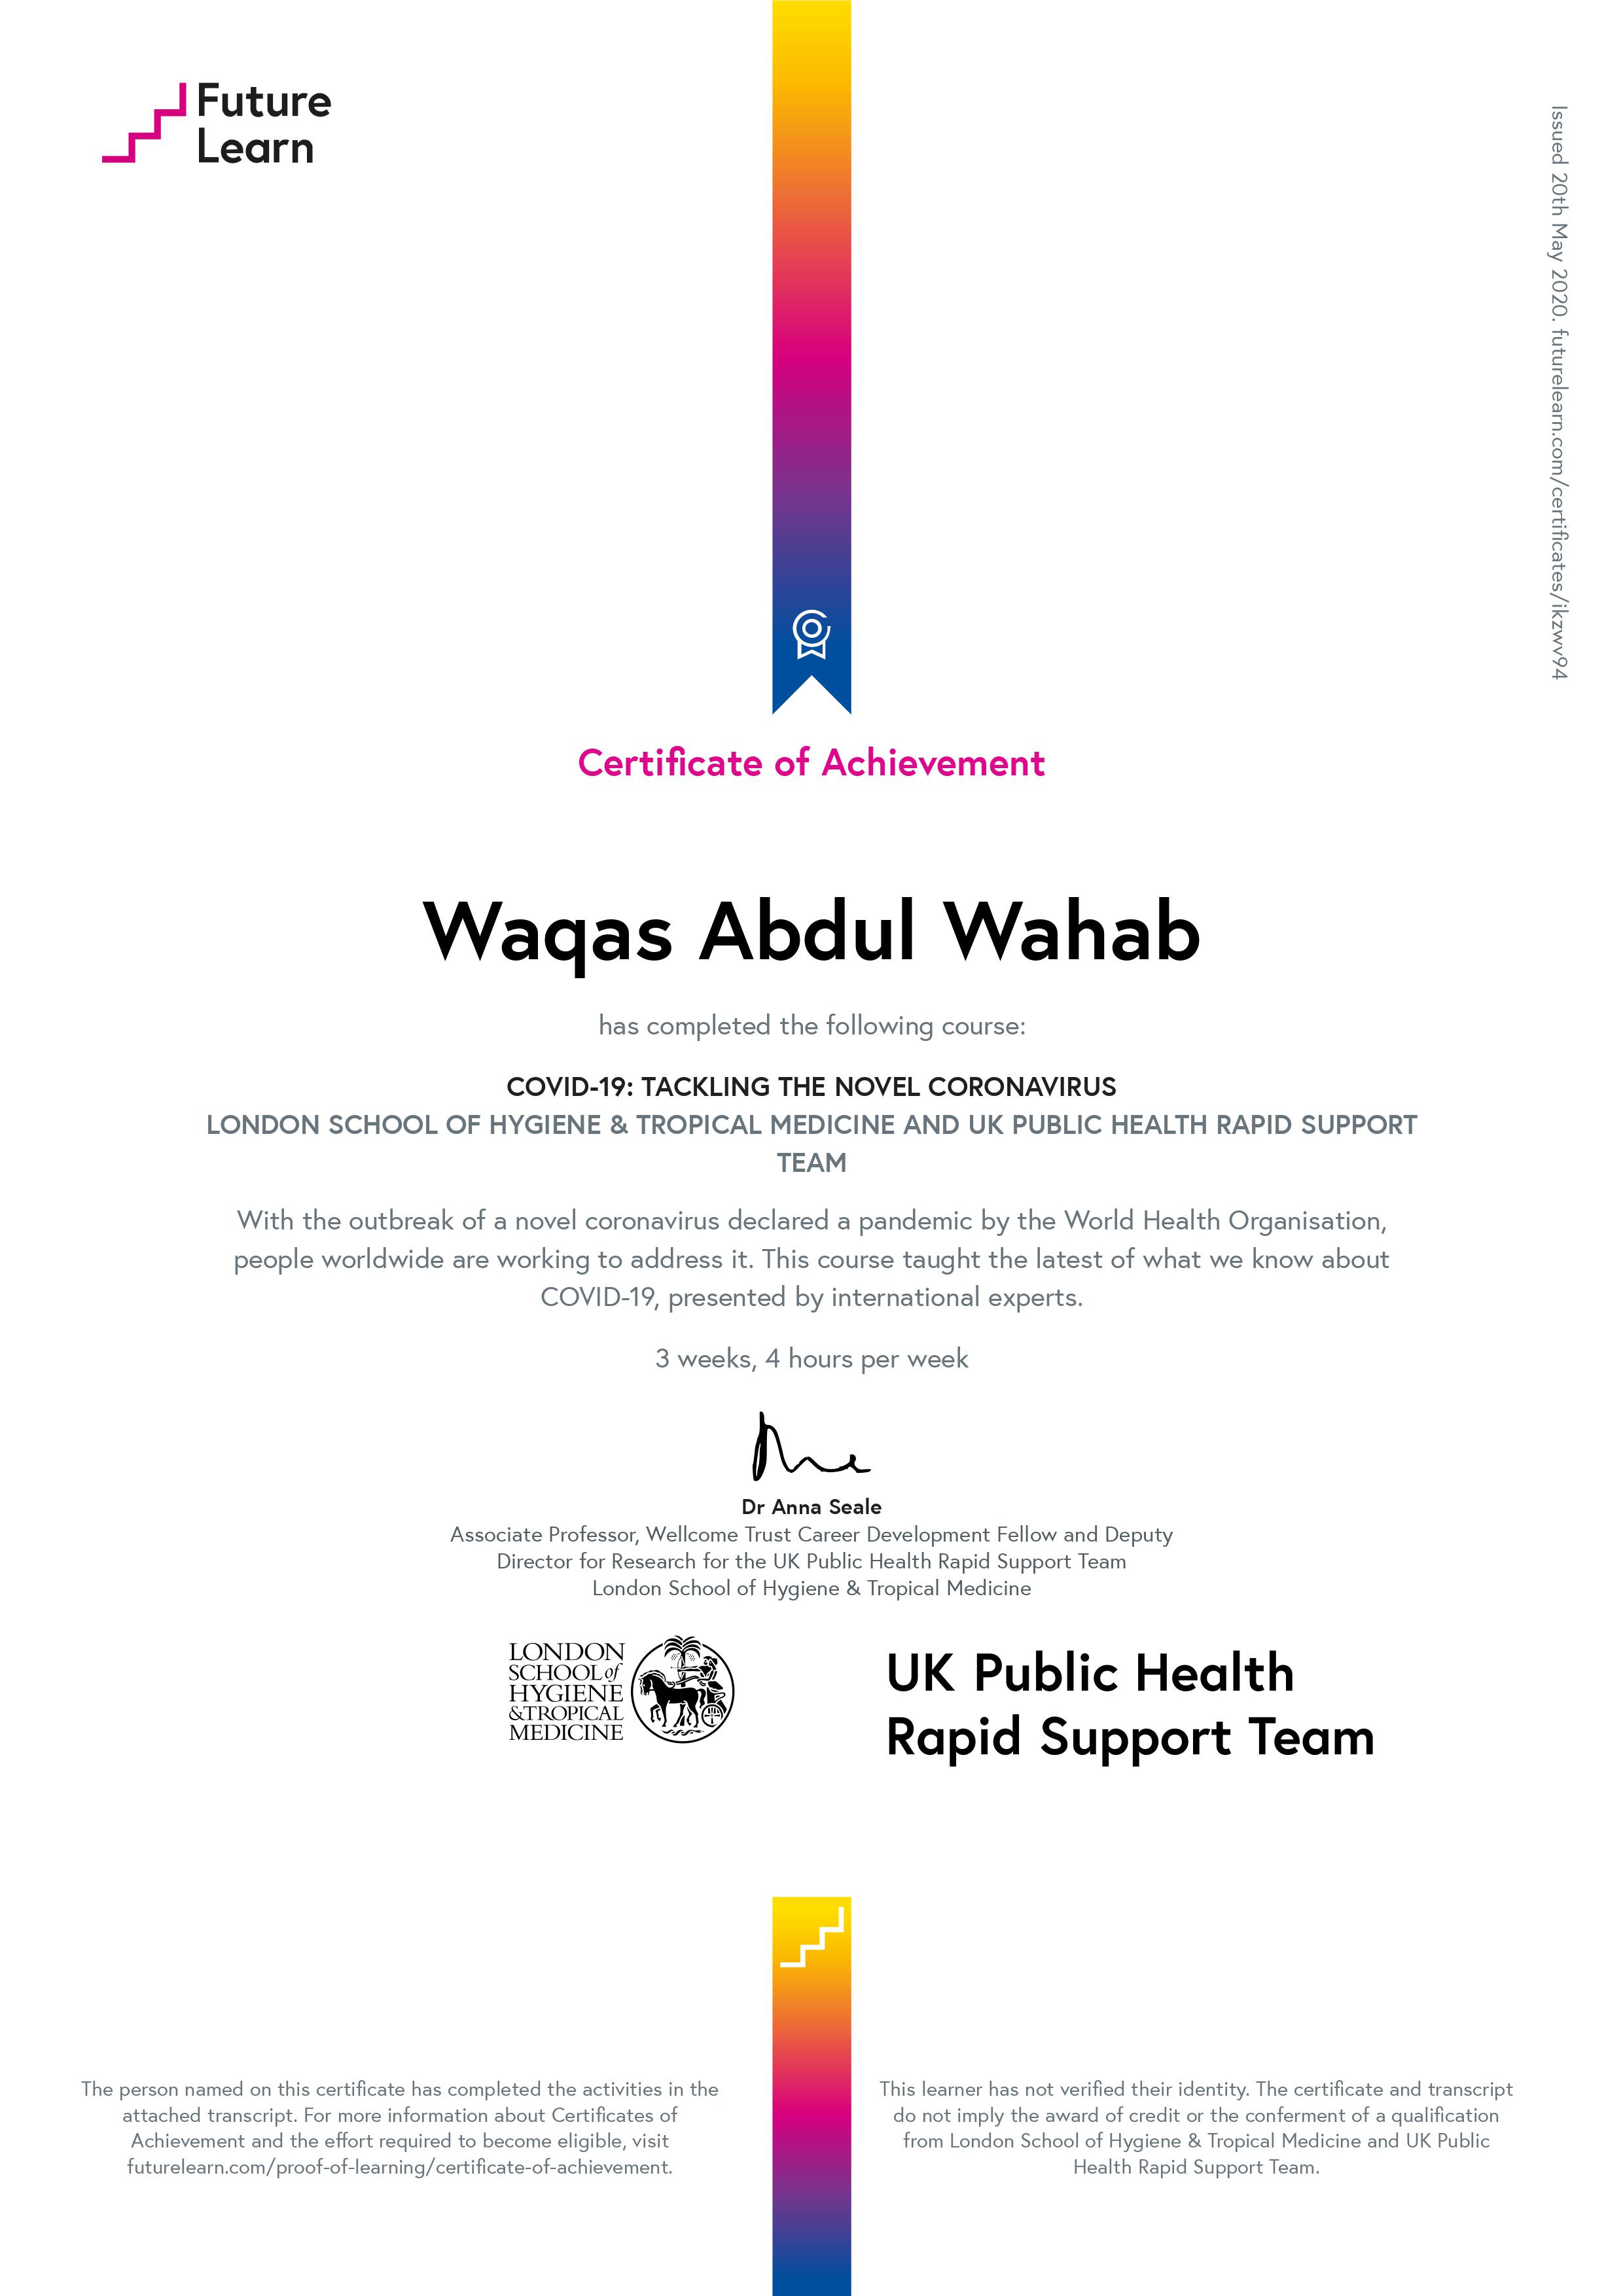 Future
Learn
Issued 20th May 2020. futurelearn.com/certificates/ikzwv94
Certificate of Achievement
Waqas Abdul Wahab
has completed the following course:
COVID-19: TACKLING THE NOVEL CORONAVIRUS
LONDON SCHOOL OF HYGIENE & TROPICAL MEDICINE AND UK PUBLIC HEALTH RAPID SUPPORT
TEAM
With the outbreak of a novel coronavirus declared a pandemic by the World Health Organisation,
people worldwide are working to address it. This course taught the latest of what we know about
COVID-19, presented by international experts.
3 weeks, 4 hours per week
Dr Anna Seale
Associate Professor, Wellcome Trust Career Development Fellow and Deputy
Director for Research for the UK Public Health Rapid Support Team
London School of Hygiene & Tropical Medicine
LONDON
SCHOOL of
HYGIENE
&TROPICAL
MEDICINE
UK Public Health
Rapid Support Team
The person named on this certificate has completed the activities in the
attached transcript. For more information about Certificates of
Achievement and the effort required to become eligible, visit
futurelearn.com/proof-of-learning/certificate-of-achievement.
This learner has not verified their identity. The certificate and transcript
do not imply the award of credit or the conferment of a qualification
from London School of Hygiene & Tropical Medicine and UK Public
Health Rapid Support Team.